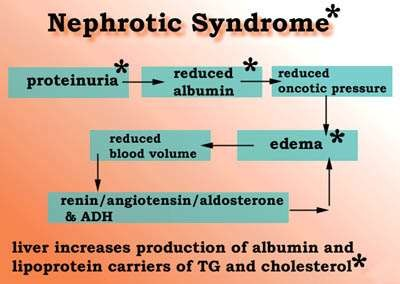 Nephrotic Syndrome*
proteinuria*
reduced
albumin*
reduced
oncotic pressure
edema*
reduced
blood volume
renin/angiotensin/aldosterone
& ADH
liver increases production of albumin and
lipoprotein carriers of TG and cholesterol*